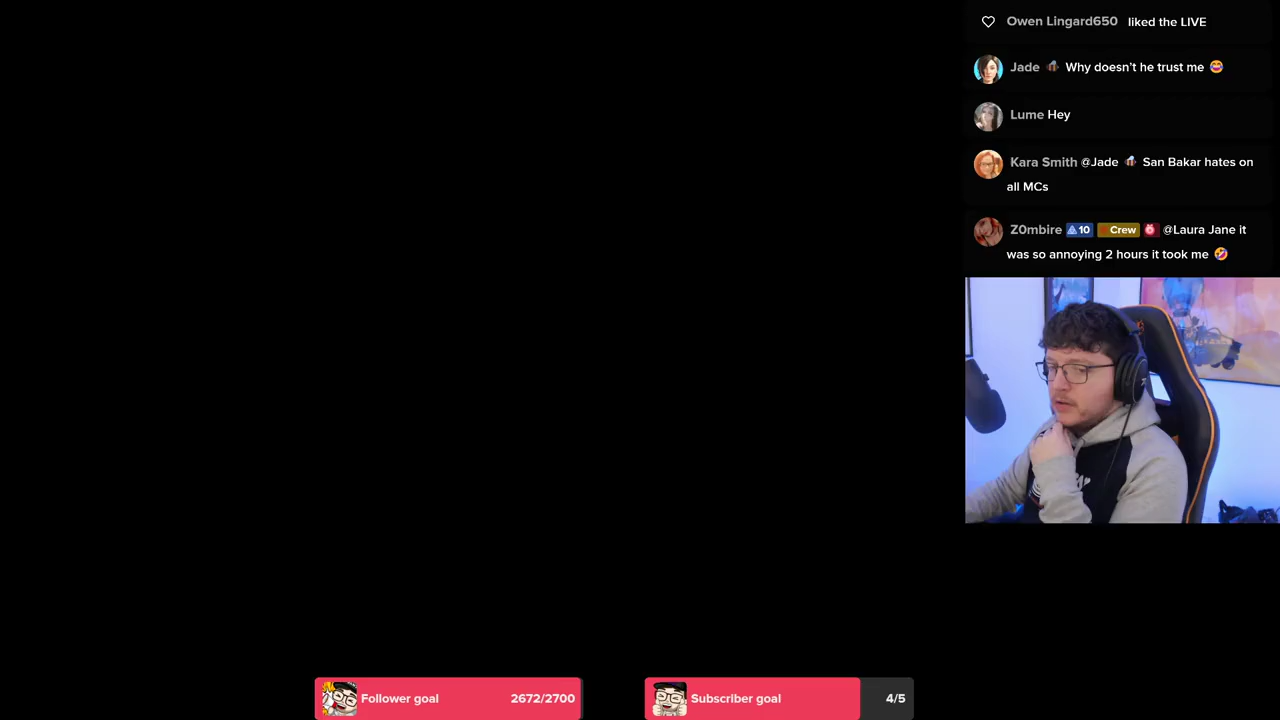 Owen Lingard650 liked the LIVE
Jade Why doesn't he trust me 😂
Lume Hey
Kara Smith @Jade San Bakar hates on
all MCs
Z0mbire 10 Crew @Laura Jane it
was so annoying 2 hours it took me 🤣
Follower goal 2672/2700
Subscriber goal 4/5